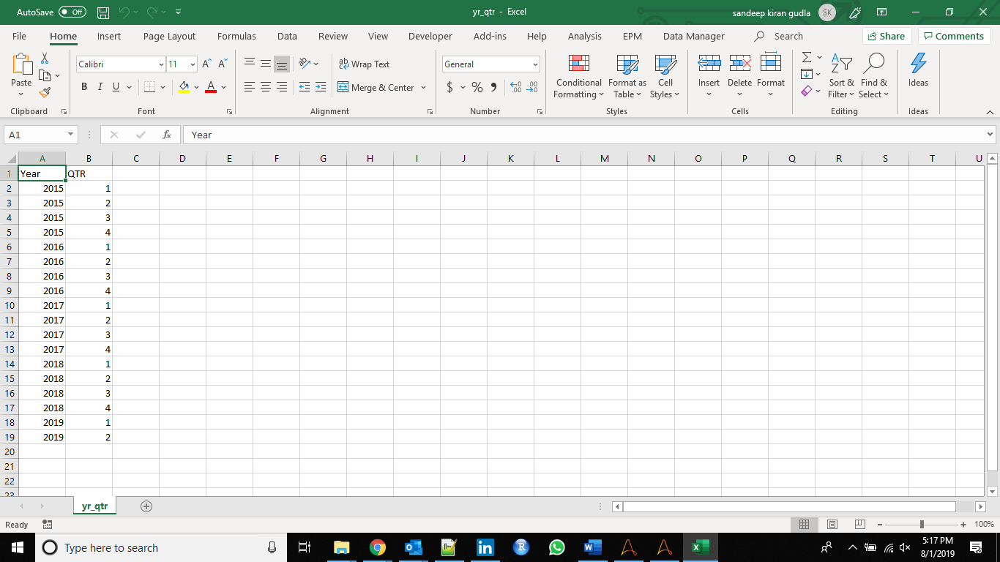 AutoSave Off yr_qtr - Excel sandeep kiran gudla SK
File Home Insert Page Layout Formulas Data Review View Developer Add-ins Help Analysis EPM Data Manager Search Share Comments
Calibri 11 A A ab Wrap Text General
Paste B I U A Merge & Center $ % Conditional Formatting Format as Table Cell Styles Insert Delete Format Sort & Filter Find & Select Ideas
Clipboard Font Alignment Number Styles Cells Editing Ideas
A1 fx Year
A B C D E F G H I J K L M N O P Q R S T U
1 Year QTR
2 2015 1
3 2015 2
4 2015 3
5 2015 4
6 2016 1
7 2016 2
8 2016 3
9 2016 4
10 2017 1
11 2017 2
12 2017 3
13 2017 4
14 2018 1
15 2018 2
16 2018 3
17 2018 4
18 2019 1
19 2019 2
20
21
22
23
yr_qtr
Ready 100%
Type here to search 5:17 PM
8/1/2019